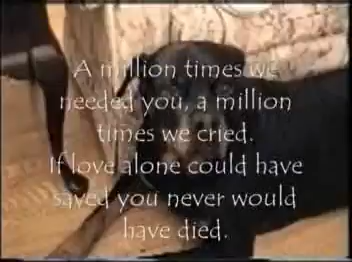 A million times we
needed you, a million
times we cried.
If love alone could have
saved you never would
have died.